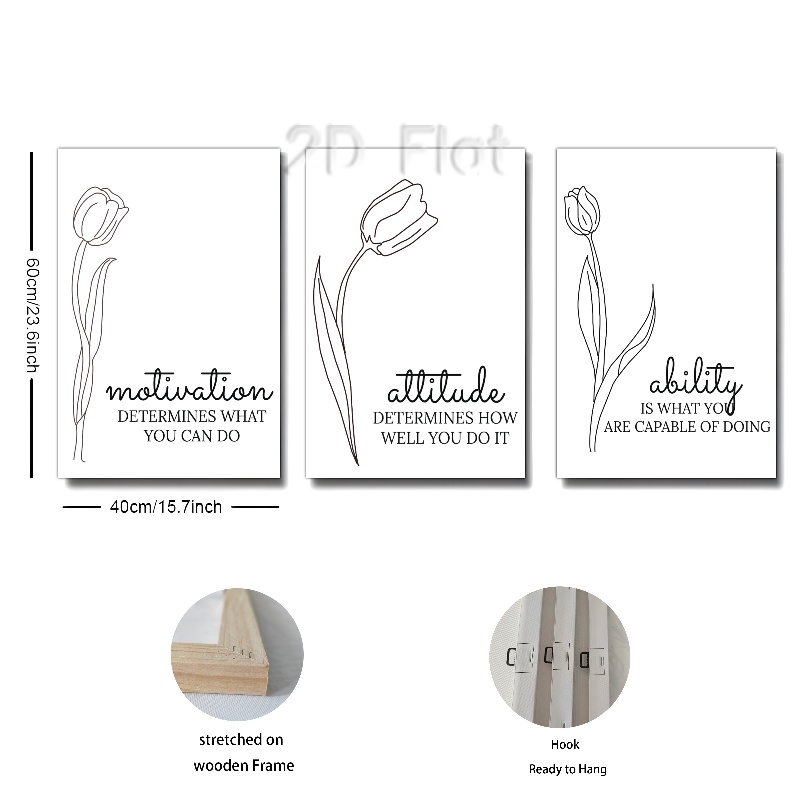 2D Flat
60cm/23.6inch
motivation
DETERMINES WHAT
YOU CAN DO
attitude
DETERMINES HOW
WELL YOU DO IT
ability
IS WHAT YOU
ARE CAPABLE OF DOING
40cm/15.7inch
stretched on
wooden Frame
Hook
Ready to Hang